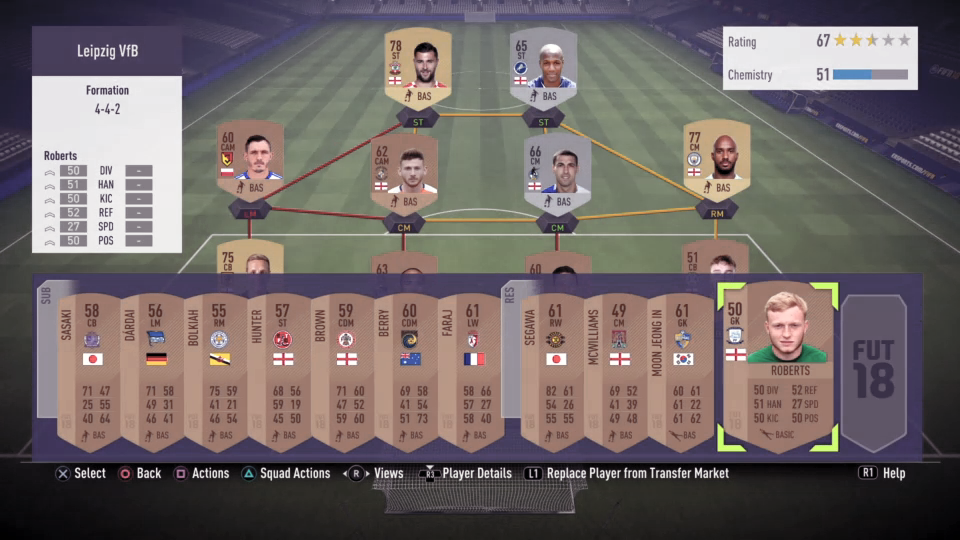 Leipzig VfB
Formation
4-4-2
Roberts
50 DIV -
51 HAN -
50 KIC -
52 REF -
27 SPD -
50 POS -
Rating 67
Chemistry 51
78
ST
BAS
ST
65
ST
BAS
ST
60
CAM
BAS
LM
62
CAM
BAS
CM
66
CM
BAS
CM
77
CM
BAS
RM
75
CB
63
60
51
CB
SUB
SASAKI
58
CB
71 47
25 55
40 64
BAS
DÁRDAI
56
LM
71 58
49 31
46 41
BAS
BOLKIAH
55
RM
75 59
41 21
46 54
BAS
HUNTER
57
ST
68 56
59 19
45 50
BAS
BROWN
59
CDM
71 60
47 52
59 60
BAS
BERRY
60
CDM
69 58
41 54
51 73
BAS
FARAJ
61
LW
58 66
57 27
58 40
BAS
RES
SEGAWA
61
RW
82 61
54 26
55 55
BAS
MCWILLIAMS
49
CM
69 52
41 39
49 48
BAS
MOON JEONG IN
61
GK
60 61
61 22
61 62
BAS
50
GK
ROBERTS
50 DIV 52 REF
51 HAN 27 SPD
50 KIC 50 POS
BASIC
FUT
18
Select Back Actions Squad Actions R Views R3 Player Details L1 Replace Player from Transfer Market R1 Help